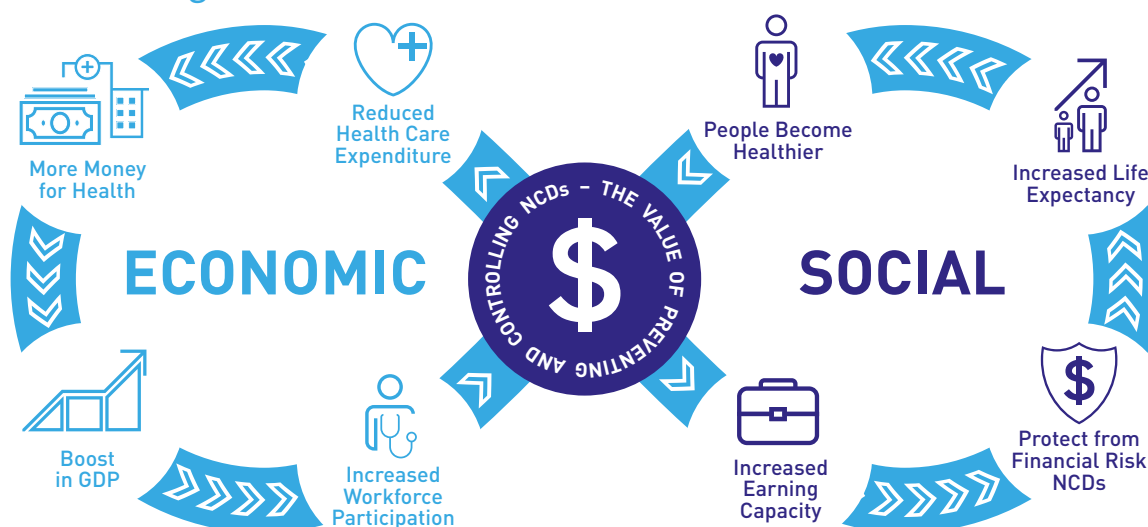 Reduced
Health Care
Expenditure
More Money
for Health
ECONOMIC
Boost
in GDP
Increased
Workforce
Participation
THE VALUE OF PREVENTING AND CONTROLLING NCDs –
$
People Become
Healthier
Increased Life
Expectancy
SOCIAL
$
Protect from
Financial Risk
NCDs
Increased
Earning
Capacity